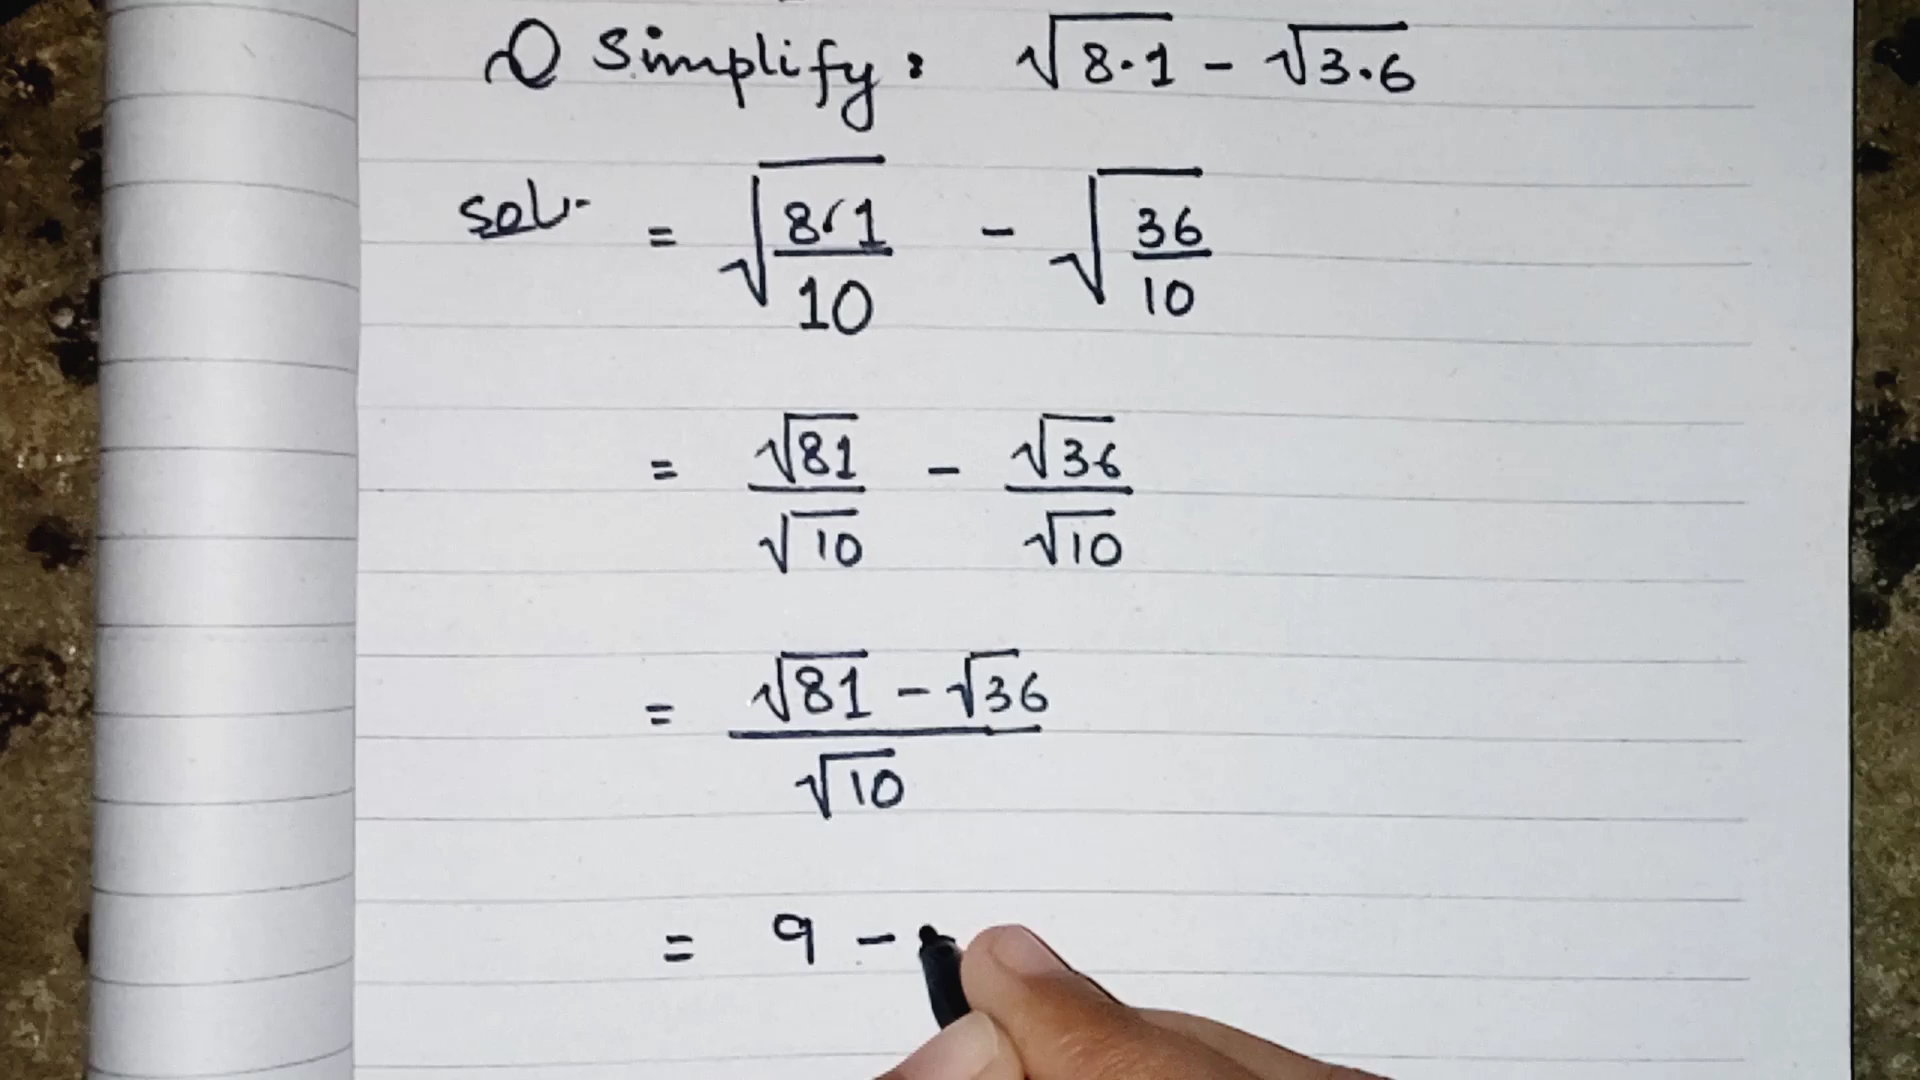 Q Simplify: √8.1 - √3.6
Sol. = √(81/10) - √(36/10)
= √81/√10 - √36/√10
= (√81 - √36)/√10
= 9 -